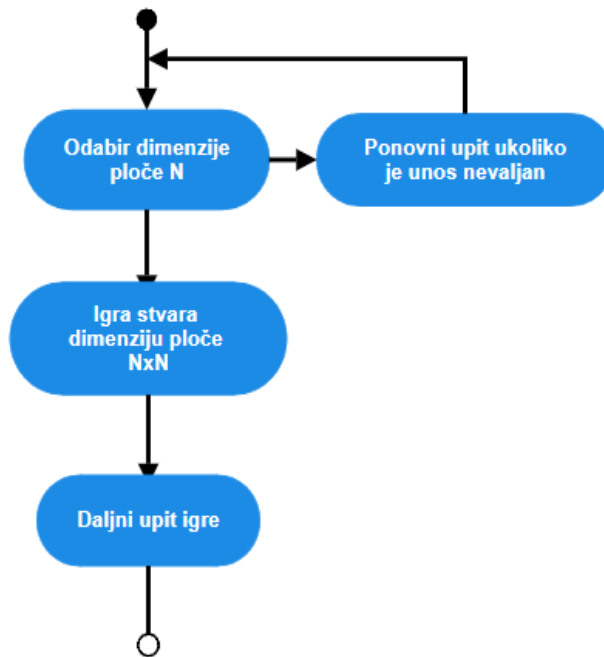 Odabir dimenzije
ploče N
Ponovni upit ukoliko
je unos nevaljan
Igra stvara
dimenziju ploče
NxN
Daljni upit igre